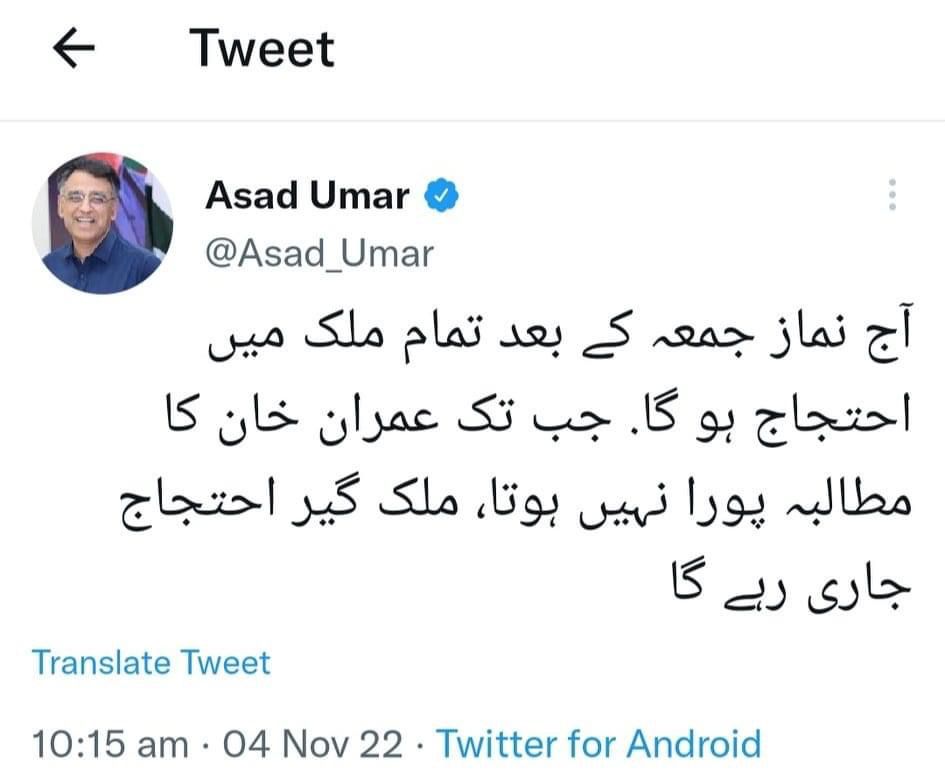 Tweet
Asad Umar
@Asad_Umar
آج نماز جمعہ کے بعد تمام ملک میں
احتجاج ہو گا. جب تک عمران خان کا
مطالبہ پورا نہیں ہوتا، ملک گیر احتجاج
جاری رہے گا
Translate Tweet
10:15 am · 04 Nov 22 · Twitter for Android